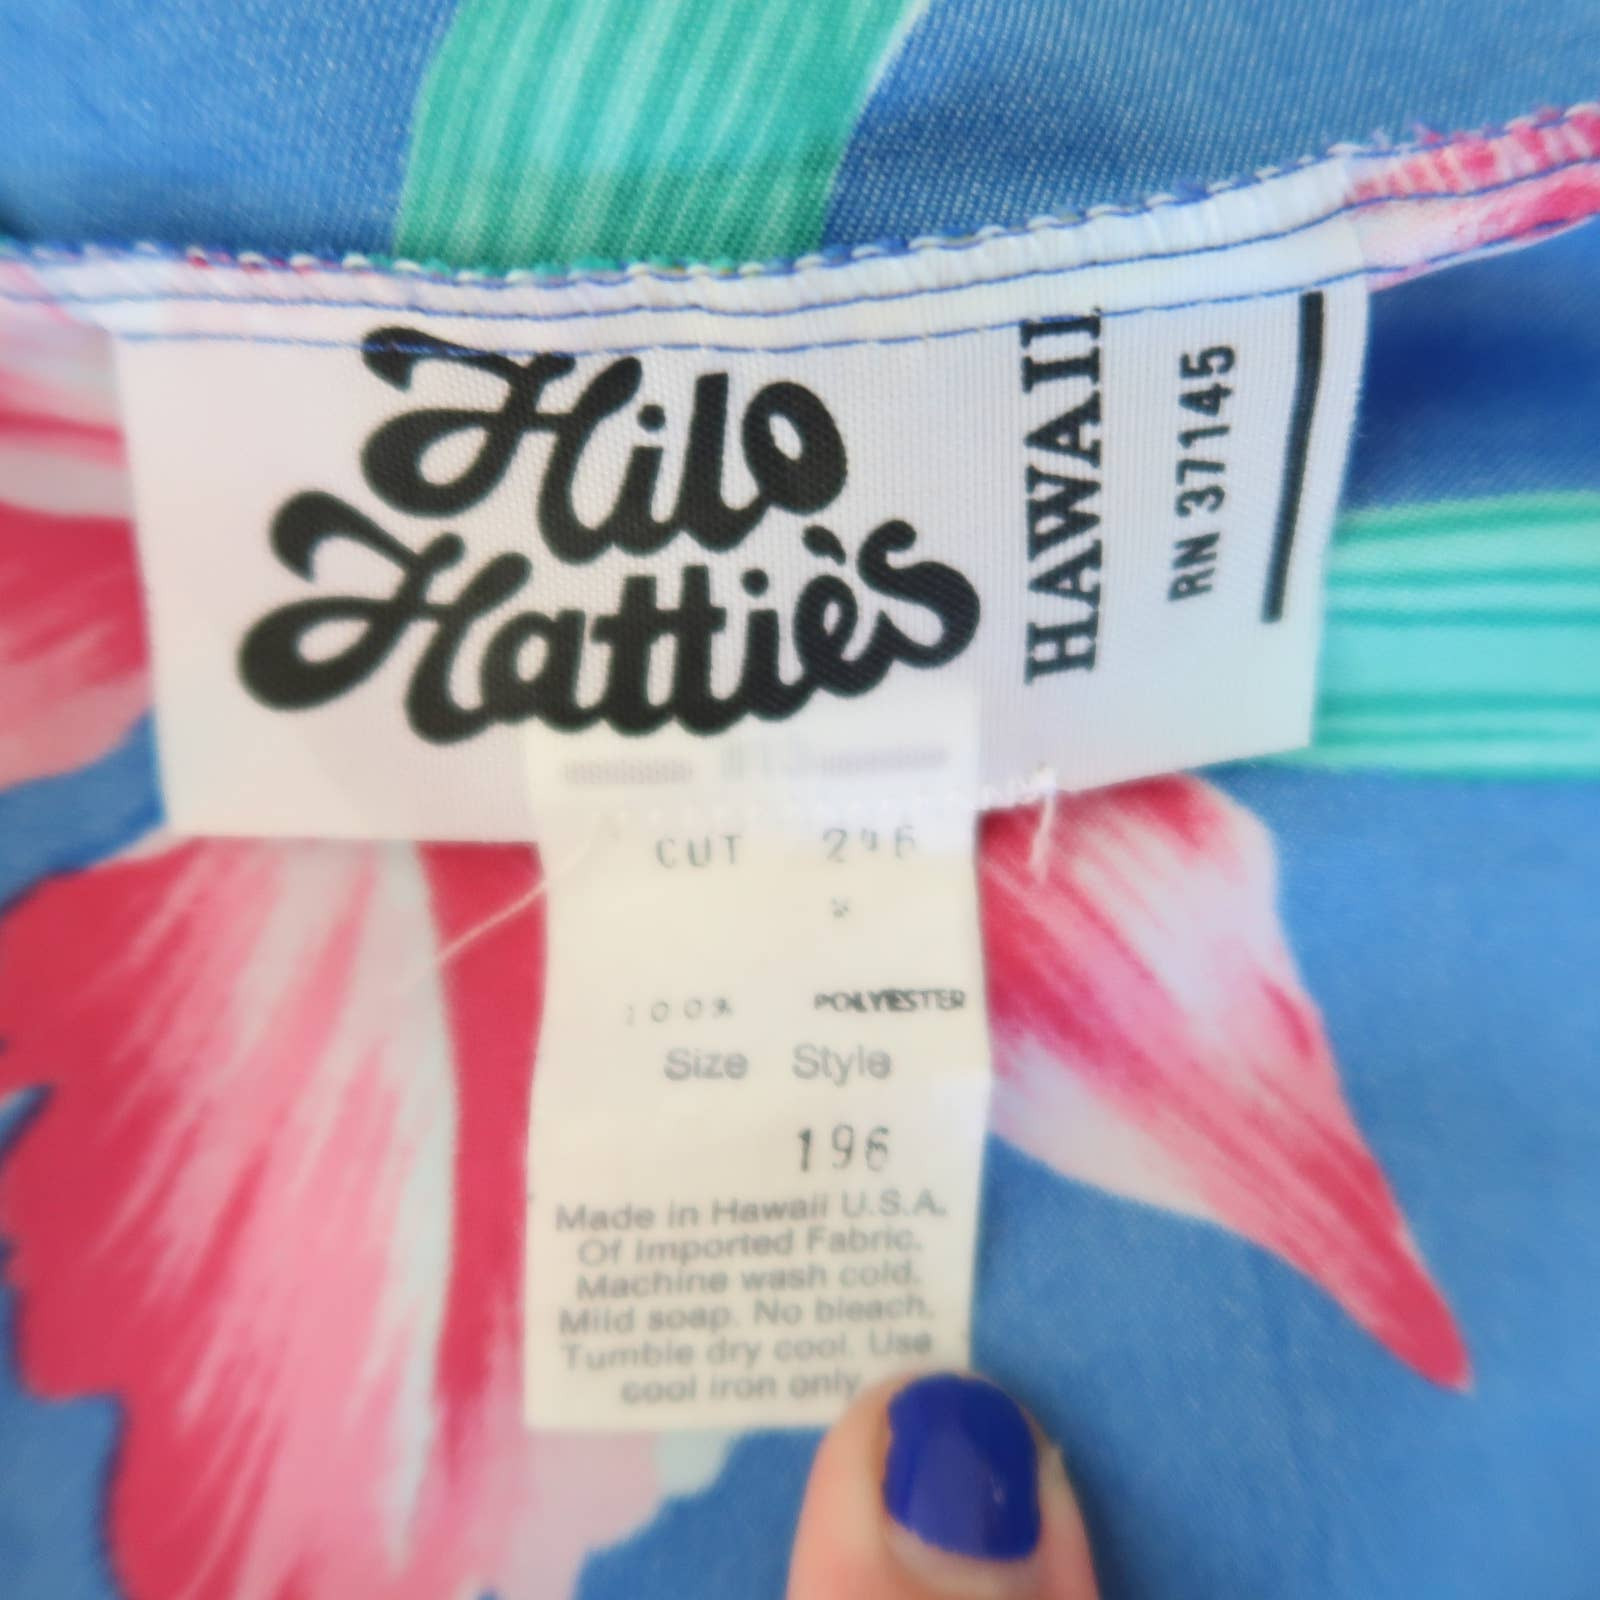 Hilo
Hattie's
HAWAII
RN 37145
CUT
100% POLYESTER
Size Style
196
Made in Hawaii U.S.A.
Of Imported Fabric.
Machine wash cold.
Mild soap. No bleach.
Tumble dry cool. Use
cool iron only